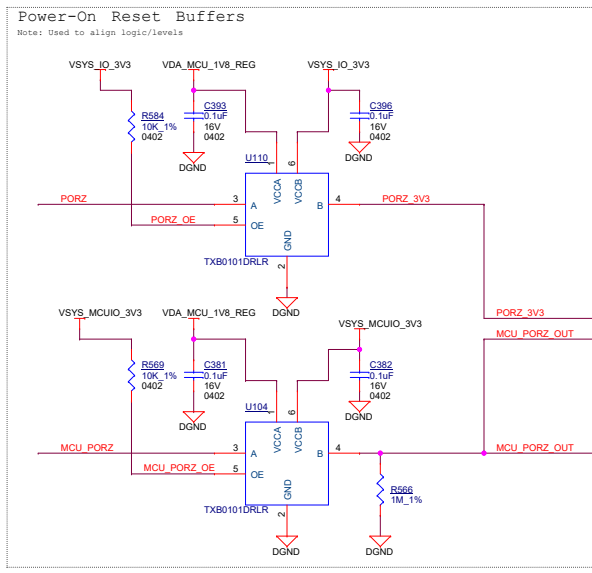 Power-On Reset Buffers
Note: Used to align logic/levels
VSYS_IO_3V3
VDA_MCU_1V8_REG
VSYS_IO_3V3
R584
10K_1%
0402
C393
0.1uF
16V
0402
C396
0.1uF
16V
0402
DGND
DGND
U110
1
6
VCCA
VCCB
PORZ
3
A
B
4
PORZ_3V3
PORZ_OE
5
OE
GND
TXB0101DRLR
2
DGND
PORZ_3V3
VSYS_MCUIO_3V3
VDA_MCU_1V8_REG
VSYS_MCUIO_3V3
MCU_PORZ_OUT
R569
10K_1%
0402
C381
0.1uF
16V
0402
C382
0.1uF
16V
0402
DGND
DGND
U104
1
6
VCCA
VCCB
MCU_PORZ
3
A
B
4
MCU_PORZ_OUT
MCU_PORZ_OE
5
OE
GND
TXB0101DRLR
2
R566
1M_1%
DGND
DGND